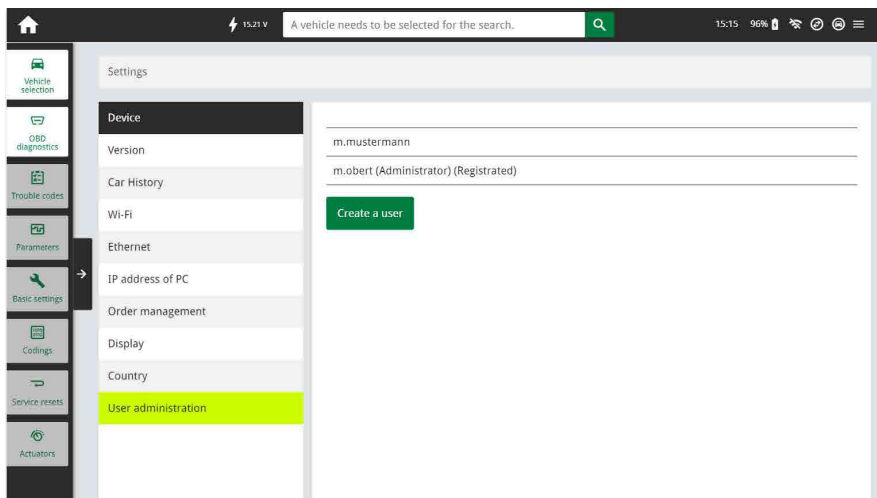 15.21 V
A vehicle needs to be selected for the search.
15:15 96%
Vehicle
selection
OBD
diagnostics
Trouble codes
Parameters
Basic settings
Codings
Service resets
Actuators
Settings
Device
Version
Car History
Wi-Fi
Ethernet
IP address of PC
Order management
Display
Country
User administration
m.mustermann
m.obert (Administrator) (Registrated)
Create a user